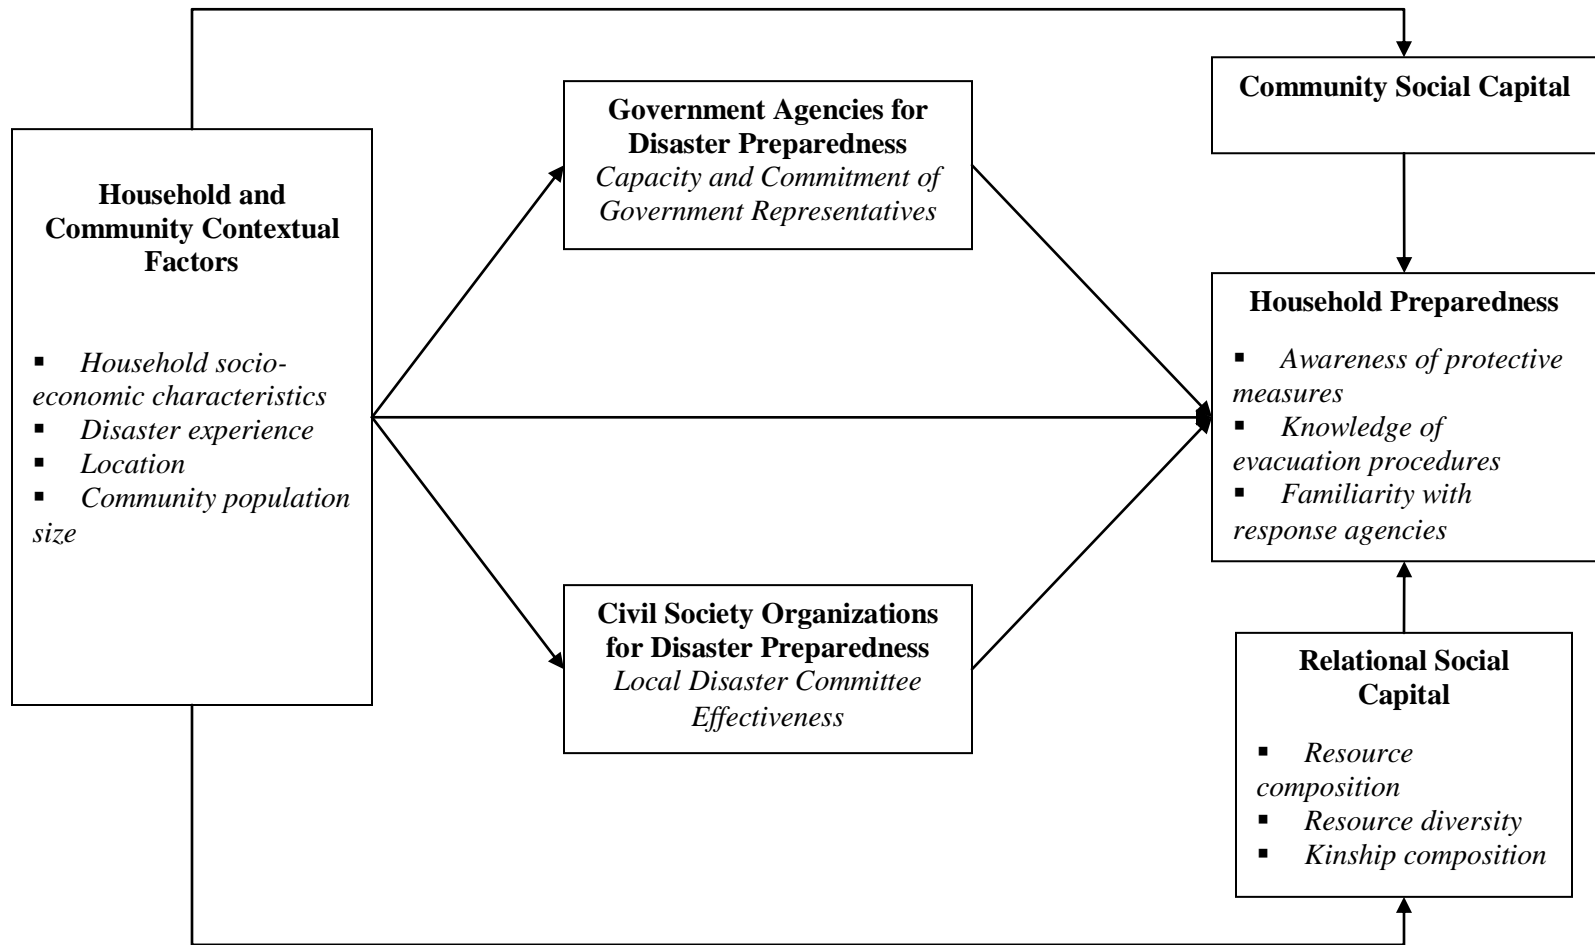 Household and
Community Contextual
Factors
▪ Household socio-
economic characteristics
▪ Disaster experience
▪ Location
▪ Community population
size
Government Agencies for
Disaster Preparedness
Capacity and Commitment of
Government Representatives
Civil Society Organizations
for Disaster Preparedness
Local Disaster Committee
Effectiveness
Community Social Capital
Household Preparedness
▪ Awareness of protective
measures
▪ Knowledge of
evacuation procedures
▪ Familiarity with
response agencies
Relational Social
Capital
▪ Resource
composition
▪ Resource diversity
▪ Kinship composition